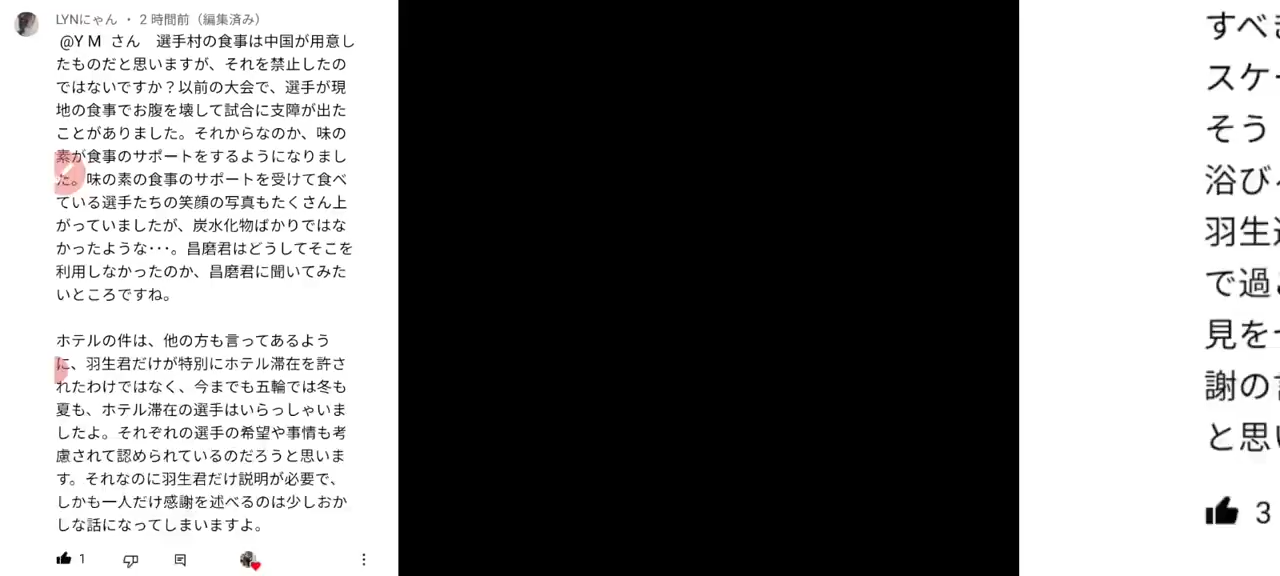 LYNにゃん ・ 2 時間前（編集済み）
@Y M さん　選手村の食事は中国が用意し
たものだと思いますが、それを禁止したの
ではないですか？以前の大会で、選手が現
地の食事でお腹を壊して試合に支障が出た
ことがありました。それからなのか、味の
素が食事のサポートをするようになりまし
た。味の素の食事のサポートを受けて食べ
ている選手たちの笑顔の写真もたくさん上
がっていましたが、炭水化物ばかりではな
かったような･･･。昌磨君はどうしてそこを
利用しなかったのか、昌磨君に聞いてみた
いところですね。
ホテルの件は、他の方も言ってあるよう
に、羽生君だけが特別にホテル滞在を許さ
れたわけではなく、今までも五輪では冬も
夏も、ホテル滞在の選手はいらっしゃいま
したよ。それぞれの選手の希望や事情も考
慮されて認められているのだろうと思いま
す。それなのに羽生君だけ説明が必要で、
しかも一人だけ感謝を述べるのは少しおか
しな話になってしまいますよ。
1
すべ
スケ
そう
浴び
羽生
で過
見を
謝の
と思
3